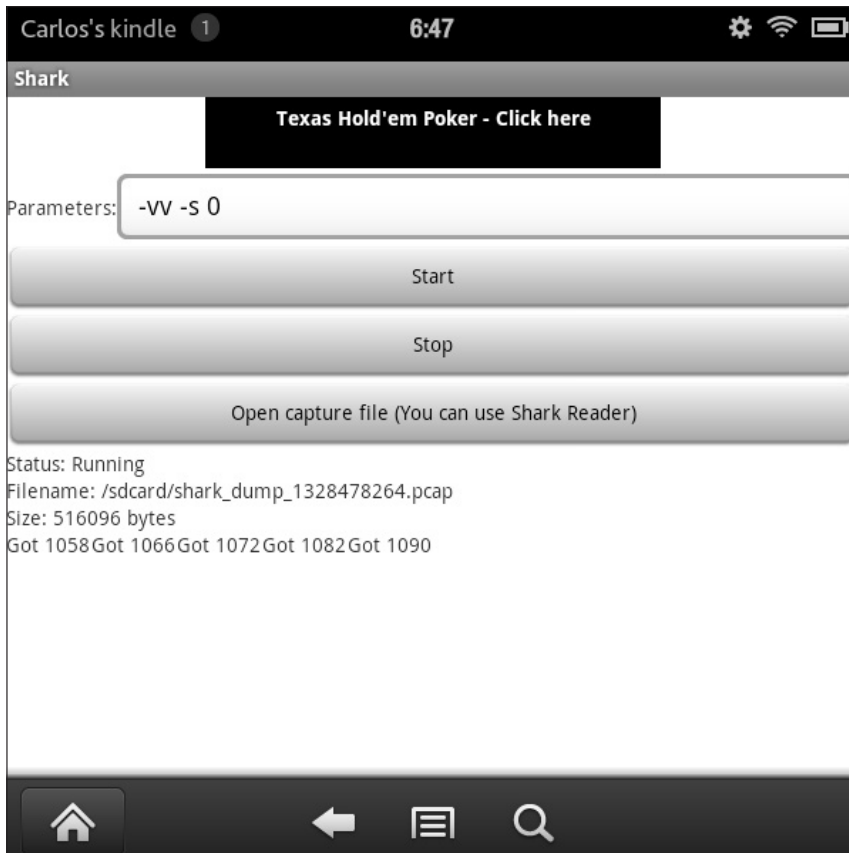 Carlos's kindle 1 6:47
Shark
Texas Hold'em Poker - Click here
Parameters: -vv -s 0
Start
Stop
Open capture file (You can use Shark Reader)
Status: Running
Filename: /sdcard/shark_dump_1328478264.pcap
Size: 516096 bytes
Got 1058Got 1066Got 1072Got 1082Got 1090